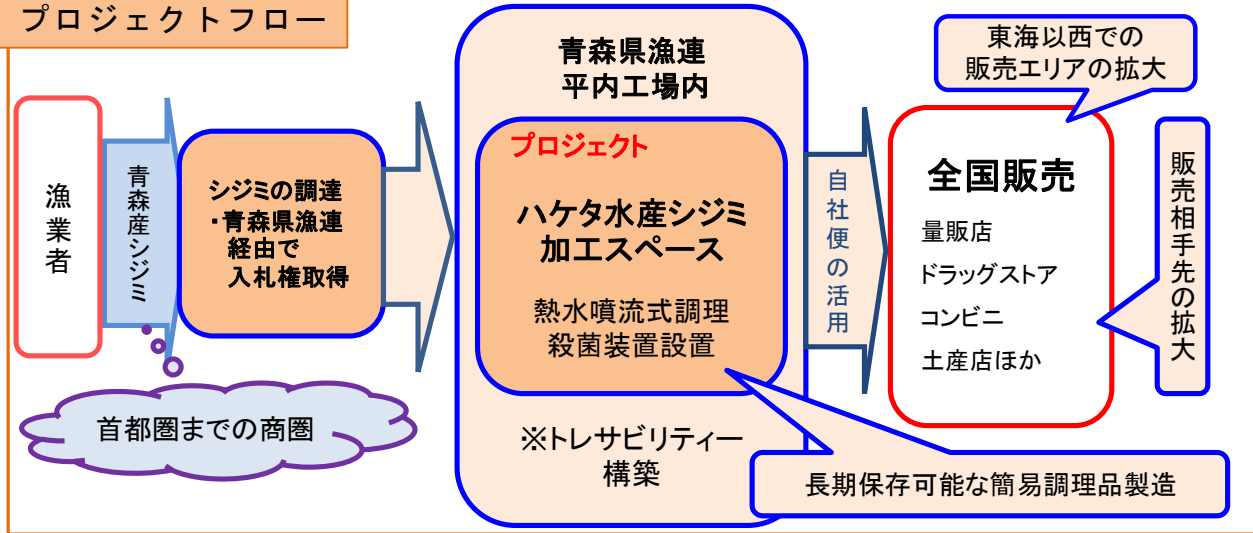 プロジェクトフロー
漁業者
青森産シジミ
首都圏までの商圏
シジミの調達
・青森県漁連
経由で
入札権取得
青森県漁連
平内工場内
プロジェクト
ハケタ水産シジミ
加工スペース
熱水噴流式調理
殺菌装置設置
※トレサビリティー
構築
長期保存可能な簡易調理品製造
自社便の活用
東海以西での
販売エリアの拡大
全国販売
量販店
ドラッグストア
コンビニ
土産店ほか
販売相手先の拡大